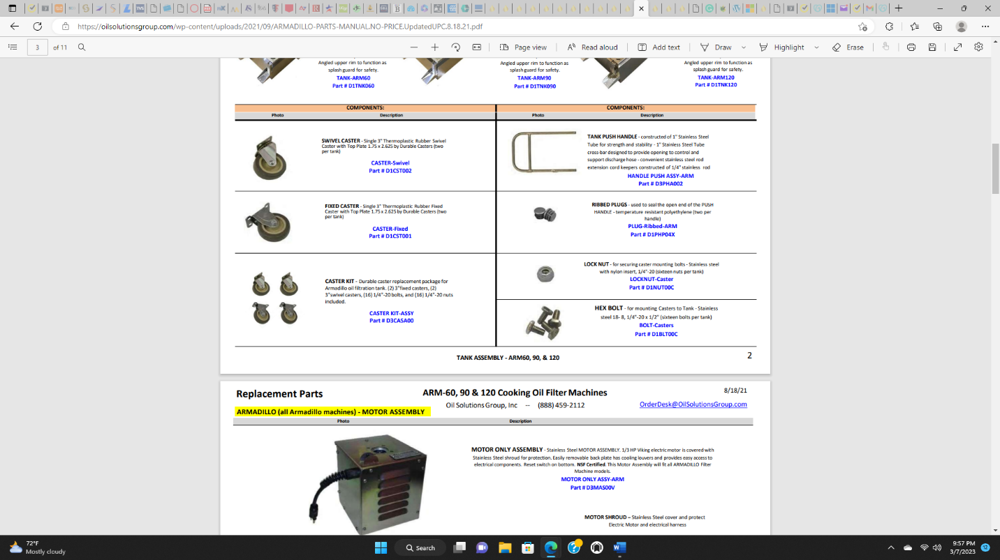 https://oilsolutionsgroup.com/wp-content/uploads/2021/09/ARMADILLO-PARTS-MANUAL.NO-PRICE.UpdatedUPC.8.18.21.pdf
3 of 11
Page view
Read aloud
Add text
Draw
Highlight
Erase
Angled upper rim to function as
splash guard for safety.
TANK-ARM60
Part # D1TNK060
Angled upper rim to function as
splash guard for safety.
TANK-ARM90
Part # D1TNK090
Angled upper rim to function as
splash guard for safety.
TANK-ARM120
Part # D1TNK120
COMPONENTS:
Photo Description
SWIVEL CASTER - Single 3" Thermoplastic Rubber Swivel
Caster with Top Plate 1.75 x 2.625 by Durable Casters (two
per tank)
CASTER-Swivel
Part # D1CST002
FIXED CASTER - Single 3" Thermoplastic Rubber Fixed
Caster with Top Plate 1.75 x 2.625 by Durable Casters (two
per tank)
CASTER-Fixed
Part # D1CST001
CASTER KIT - Durable caster replacement package for
Armadillo oil filtration tank. (2) 3"fixed casters, (2)
3"swivel casters, (16) 1/4"-20 bolts, and (16) 1/4"-20 nuts
included.
CASTER KIT-ASSY
Part # D3CASA00
COMPONENTS:
Photo Description
TANK PUSH HANDLE - constructed of 1" Stainless Steel
Tube for strength and stability - 1" Stainless Steel Tube
cross-bar designed to provide opening to control and
support discharge hose - convenient stainless steel rod
extension cord keepers constructed of 1/4" stainless rod
HANDLE PUSH ASSY-ARM
Part # D3PHA002
RIBBED PLUGS - used to seal the open end of the PUSH
HANDLE - temperature resistant polyethylene (two per
handle)
PLUG-Ribbed-ARM
Part # D1PHP04X
LOCK NUT - for securing caster mounting bolts - Stainless steel
with nylon insert, 1/4"-20 (sixteen nuts per tank)
LOCKNUT-Caster
Part # D1NUT00C
HEX BOLT - for mounting Casters to Tank - Stainless
steel 18- 8, 1/4"-20 x 1/2" (sixteen bolts per tank)
BOLT-Casters
Part # D1BLT00C
TANK ASSEMBLY - ARM60, 90, & 120
2
Replacement Parts
ARM-60, 90 & 120 Cooking Oil Filter Machines
8/18/21
Oil Solutions Group, Inc -- (888) 459-2112
OrderDesk@OilSolutionsGroup.com
ARMADILLO (all Armadillo machines) - MOTOR ASSEMBLY
Photo Description
MOTOR ONLY ASSEMBLY - Stainless Steel MOTOR ASSEMBLY. 1/3 HP Viking electric motor is covered with
Stainless Steel shroud for protection. Easily removable back plate has cooling louvers and provides easy access to
electrical components. Reset switch on bottom. NSF Certified. This Motor Assembly will fit all ARMADILLO Filter
Machine models.
MOTOR ONLY ASSY-ARM
Part # D3MAS00V
MOTOR SHROUD – Stainless Steel cover and protect
Electric Motor and electrical harness
72°F
Mostly cloudy
Search
9:57 PM
3/7/2023
12